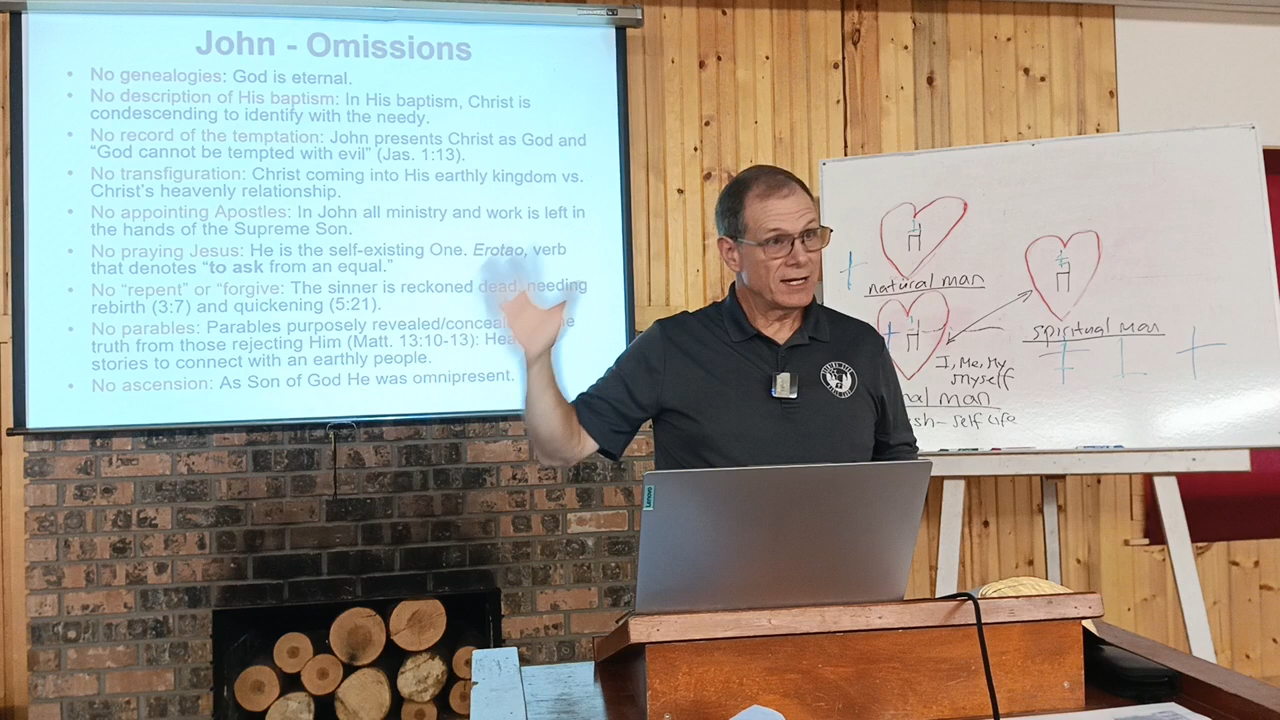 John - Omissions
• No genealogies: God is eternal.
• No description of His baptism: In His baptism, Christ is
condescending to identify with the needy.
• No record of the temptation: John presents Christ as God and
“God cannot be tempted with evil” (Jas. 1:13).
• No transfiguration: Christ coming into His earthly kingdom vs.
Christ’s heavenly relationship.
• No appointing Apostles: In John all ministry and work is left in
the hands of the Supreme Son.
• No praying Jesus: He is the self-existing One. Erotao, verb
that denotes “to ask from an equal.”
• No “repent” or “forgive: The sinner is reckoned dead, needing
rebirth (3:7) and quickening (5:21).
• No parables: Parables purposely revealed/conceal
truth from those rejecting Him (Matt. 13:10-13):
stories to connect with an earthly people.
• No ascension: As Son of God He was omnipresent.
natural man
spiritual man
I, Me, My
Myself
man
self life
Lenovo